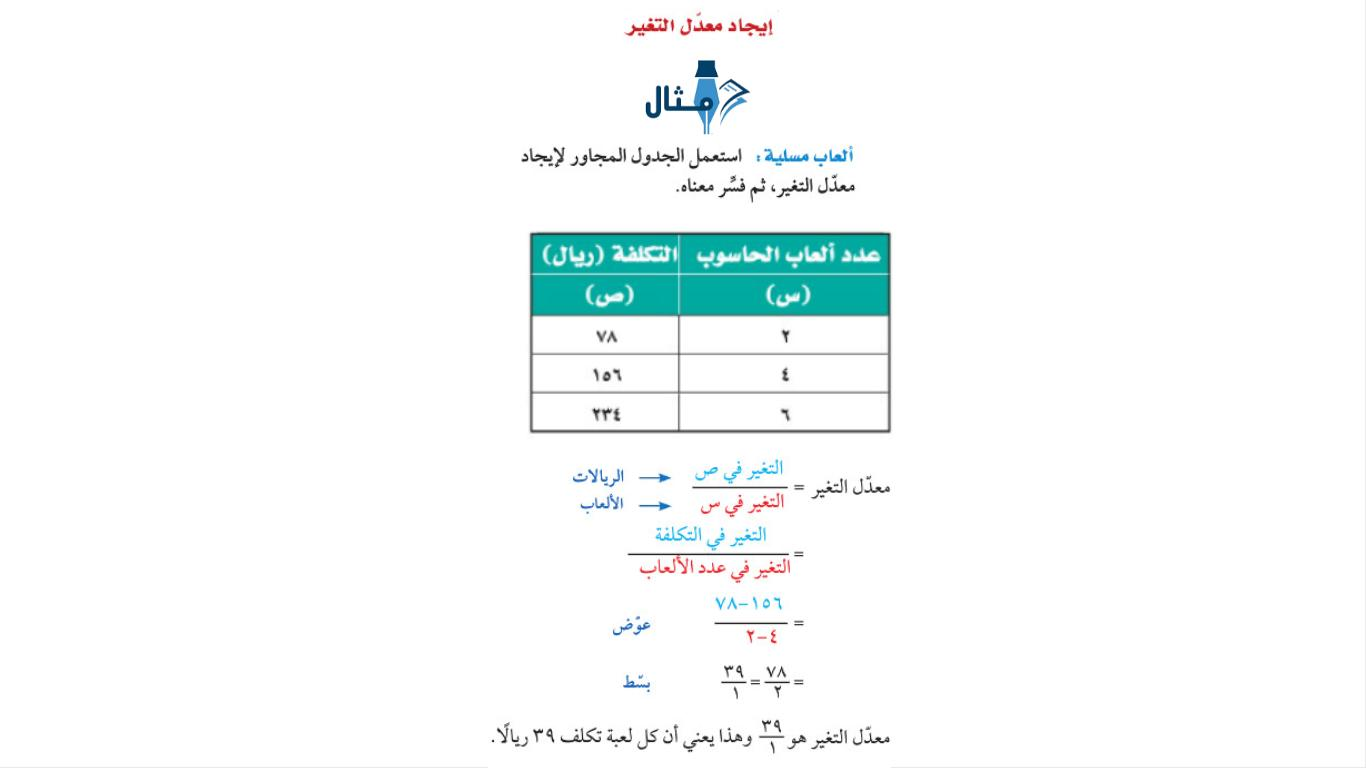 إيجاد معدّل التغير
مثال
ألعاب مسلية: استعمل الجدول المجاور لإيجاد
معدّل التغير، ثم فسِّر معناه.
عدد ألعاب الحاسوب التكلفة (ريال)
(س) (ص)
٢ ٧٨
٤ ١٥٦
٦ ٢٣٤
معدّل التغير = التغير في ص / التغير في س
→ الريالات
→ الألعاب
= التغير في التكلفة / التغير في عدد الألعاب
= ١٥٦-٧٨ / ٤-٢ عوّض
= ٧٨/٢ = ٣٩/١ بسّط
معدّل التغير هو ٣٩/١ وهذا يعني أن كل لعبة تكلف ٣٩ ريالًا.